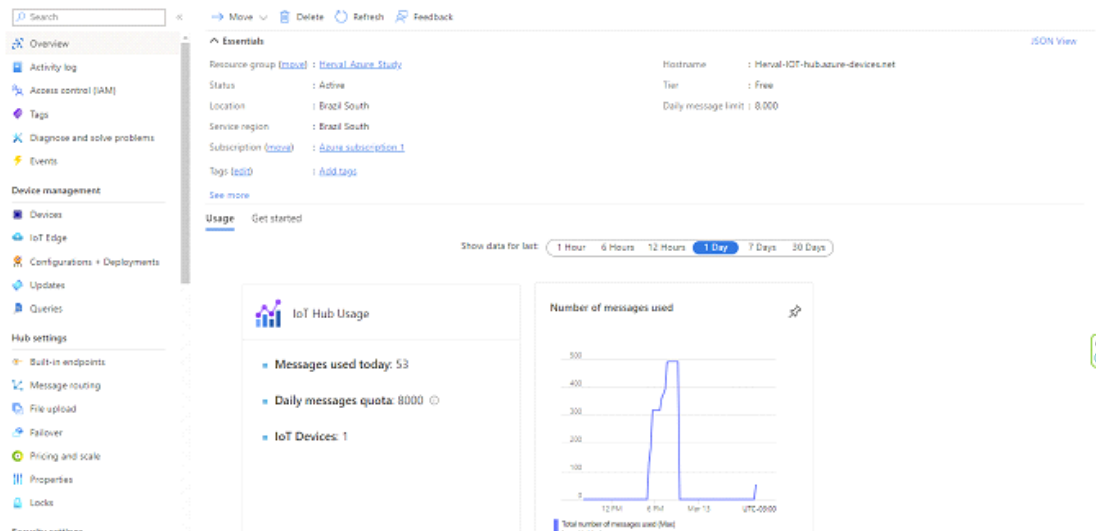 Search
«
Overview
Activity log
Access control (IAM)
Tags
Diagnose and solve problems
Events
Device management
Devices
IoT Edge
Configurations + Deployments
Updates
Queries
Hub settings
Built-in endpoints
Message routing
File upload
Failover
Pricing and scale
Properties
Locks
Move Delete Refresh Feedback
Essentials JSON View
Resource group (move) : Herval_Azure_Study
Status : Active
Location : Brazil South
Service region : Brazil South
Subscription (move) : Azure subscription 1
Tags (edit) : Add tags
See more
Hostname : Herval-IOT-hub.azure-devices.net
Tier : Free
Daily message limit : 8.000
Usage Get started
Show data for last: 1 Hour 6 Hours 12 Hours 1 Day 7 Days 30 Days
IoT Hub Usage
Messages used today: 53
Daily messages quota: 8000
IoT Devices: 1
Number of messages used
500
400
300
200
100
0
12 PM 6 PM Mar 13 UTC-03:00
Total number of messages used (Max)